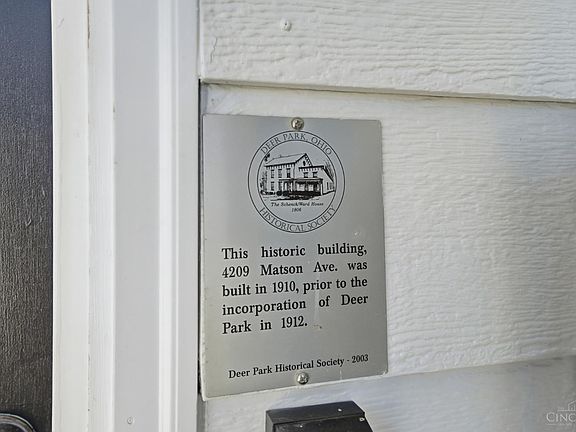 DEER PARK, OHIO
The Schenck/Ward House
1806
HISTORICAL SOCIETY
This historic building,
4209 Matson Ave. was
built in 1910, prior to the
incorporation of Deer
Park in 1912.
Deer Park Historical Society - 2003